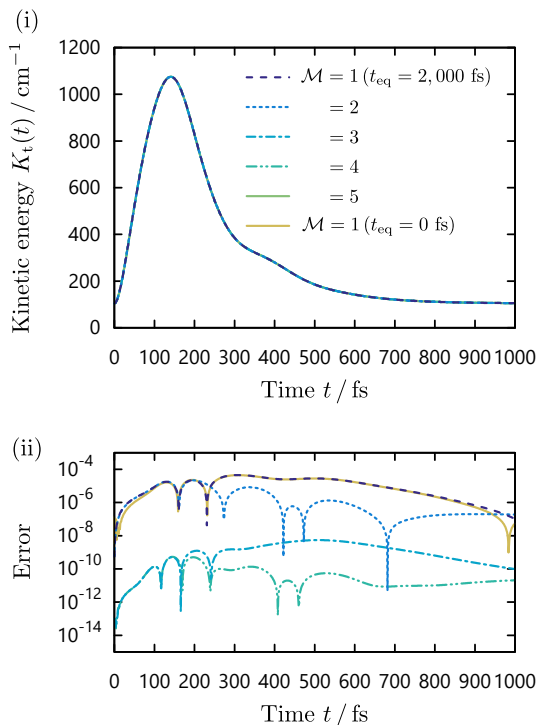 (i)
Kinetic energy K_t(t) / cm^{-1}
1200
1000
800
600
400
200
0
ℳ = 1 (t_eq = 2,000 fs)
= 2
= 3
= 4
= 5
ℳ = 1 (t_eq = 0 fs)
0 100 200 300 400 500 600 700 800 900 1000
Time t / fs
(ii)
Error
10^{-4}
10^{-6}
10^{-8}
10^{-10}
10^{-12}
10^{-14}
0 100 200 300 400 500 600 700 800 900 1000
Time t / fs